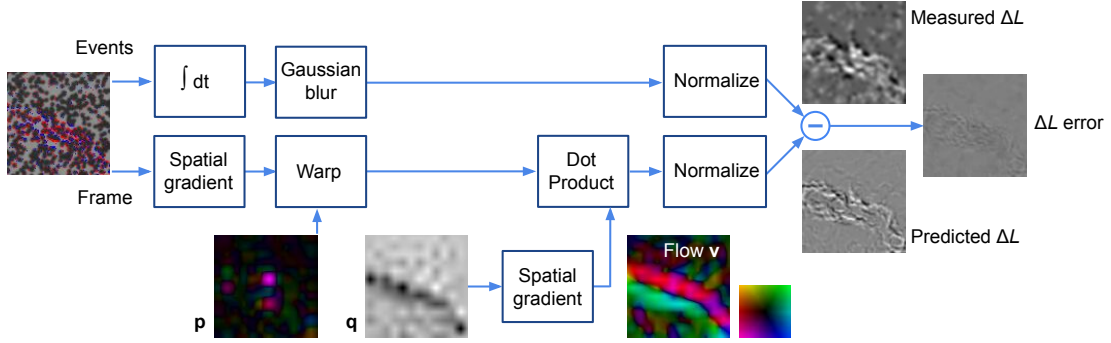 Events
∫ dt
Gaussian
blur
Normalize
Measured ΔL
Frame
Spatial
gradient
Warp
Dot
Product
Normalize
−
ΔL error
Predicted ΔL
p
q
Spatial
gradient
Flow v